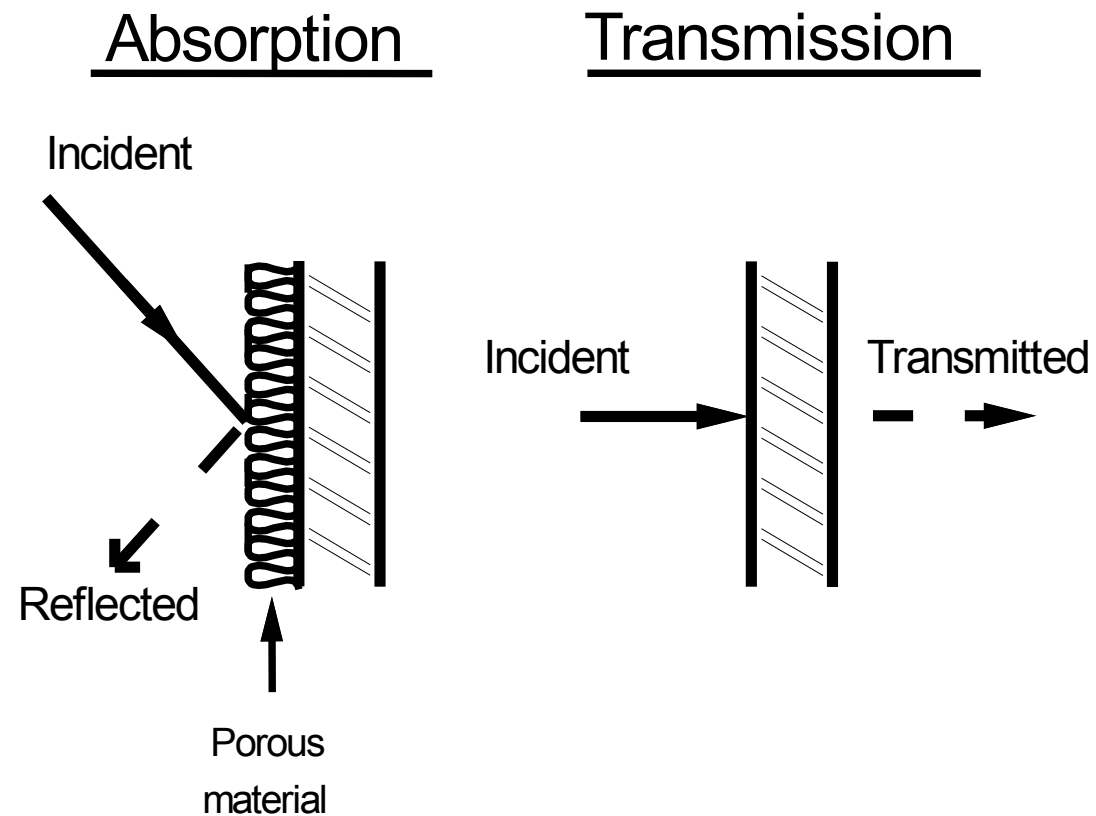 Absorption
Transmission
Incident
Incident
Transmitted
Reflected
Porous
material